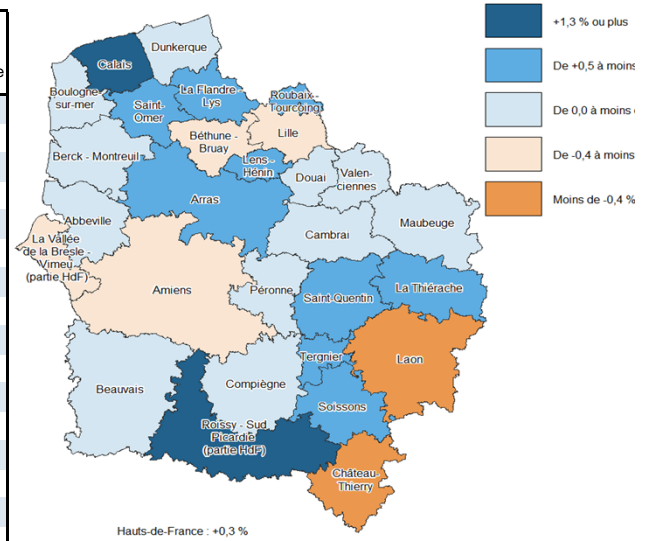 e
Dunkerque
Calais
La Flandre -
Lys
Boulogne-
sur-mer
Saint-
Omer
Roubaix -
Tourcoing
Béthune -
Bruay
Lille
Berck - Montreuil
Lens-
Hénin
Douai
Valen-
ciennes
Arras
Abbeville
Maubeuge
Cambrai
La Vallée
de la Bresle -
Vimeu
(partie HdF)
Amiens
Péronne
Saint-Quentin
La Thiérache
Tergnier
Laon
Beauvais
Compiègne
Soissons
Roissy - Sud
Picardie
(partie HdF)
Château-
Thierry
Hauts-de-France : +0,3 %
+1,3 % ou plus
De +0,5 à moins
De 0,0 à moins
De -0,4 à moins
Moins de -0,4 %